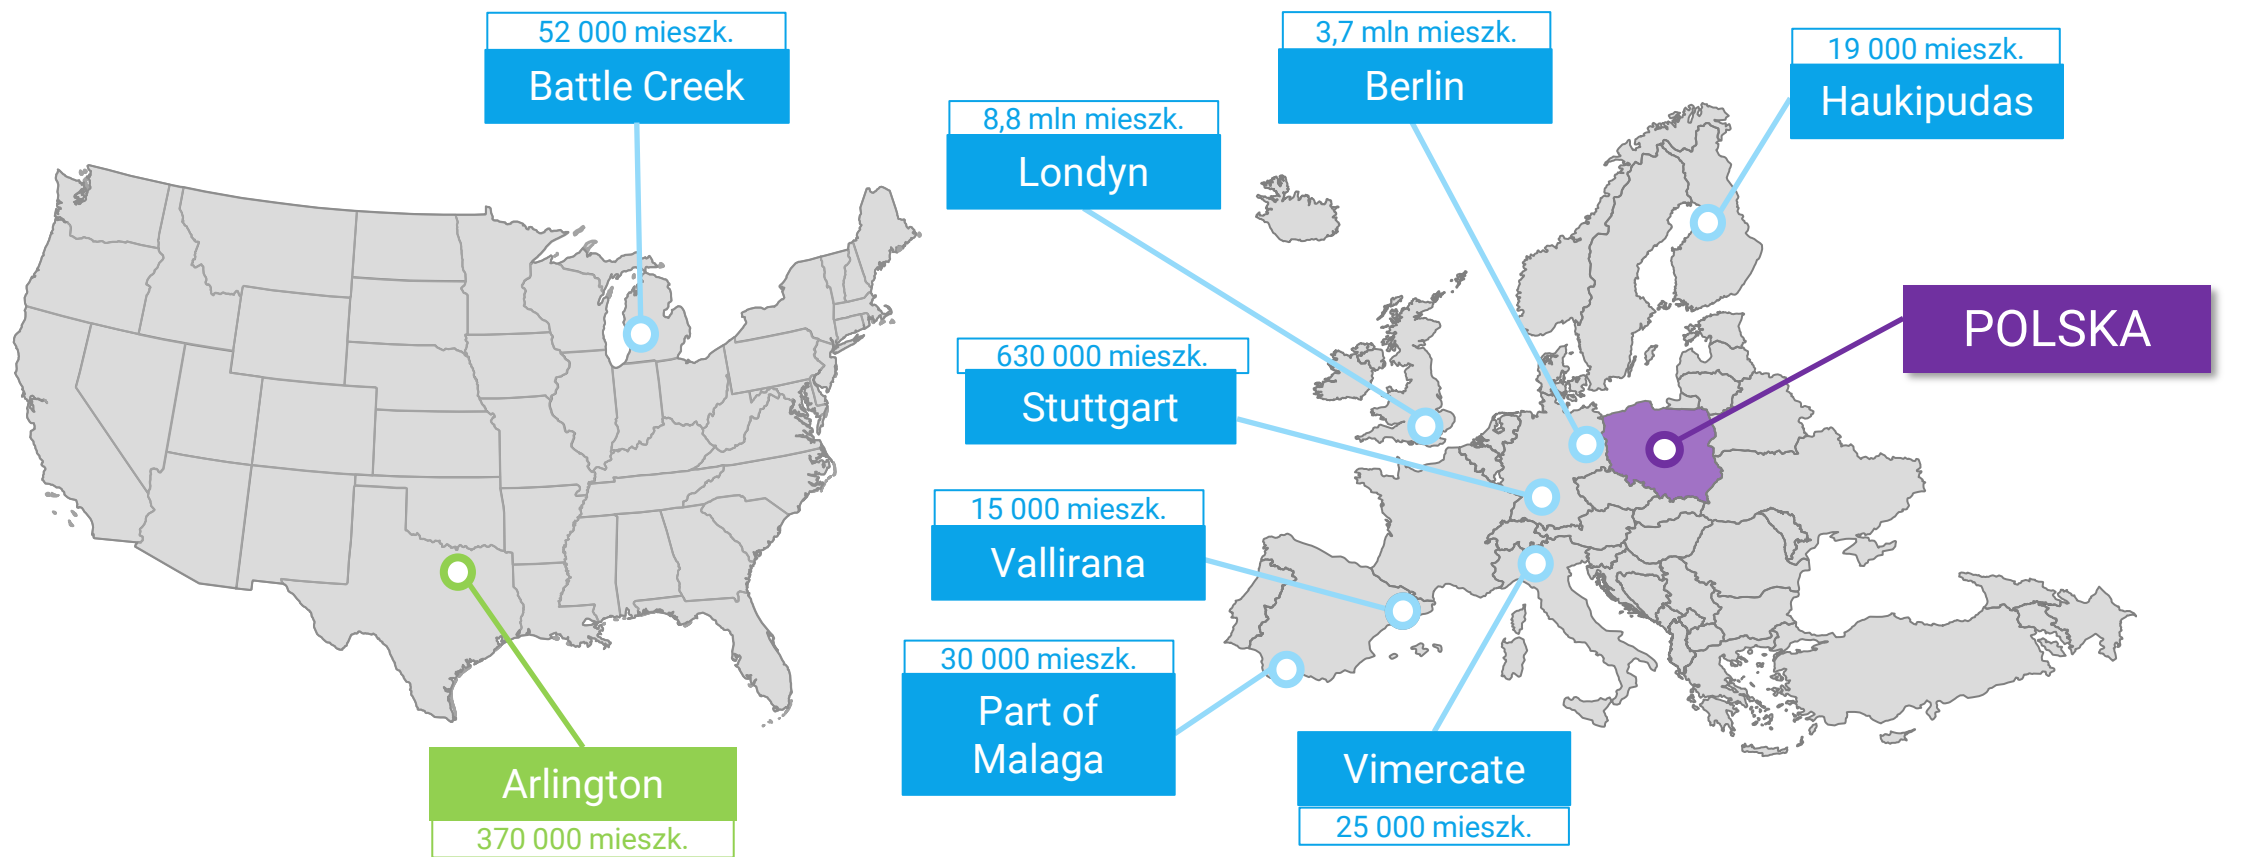 52 000 mieszk.
Battle Creek
3,7 mln mieszk.
Berlin
19 000 mieszk.
Haukipudas
8,8 mln mieszk.
Londyn
POLSKA
630 000 mieszk.
Stuttgart
15 000 mieszk.
Vallirana
30 000 mieszk.
Part of
Malaga
Vimercate
25 000 mieszk.
Arlington
370 000 mieszk.